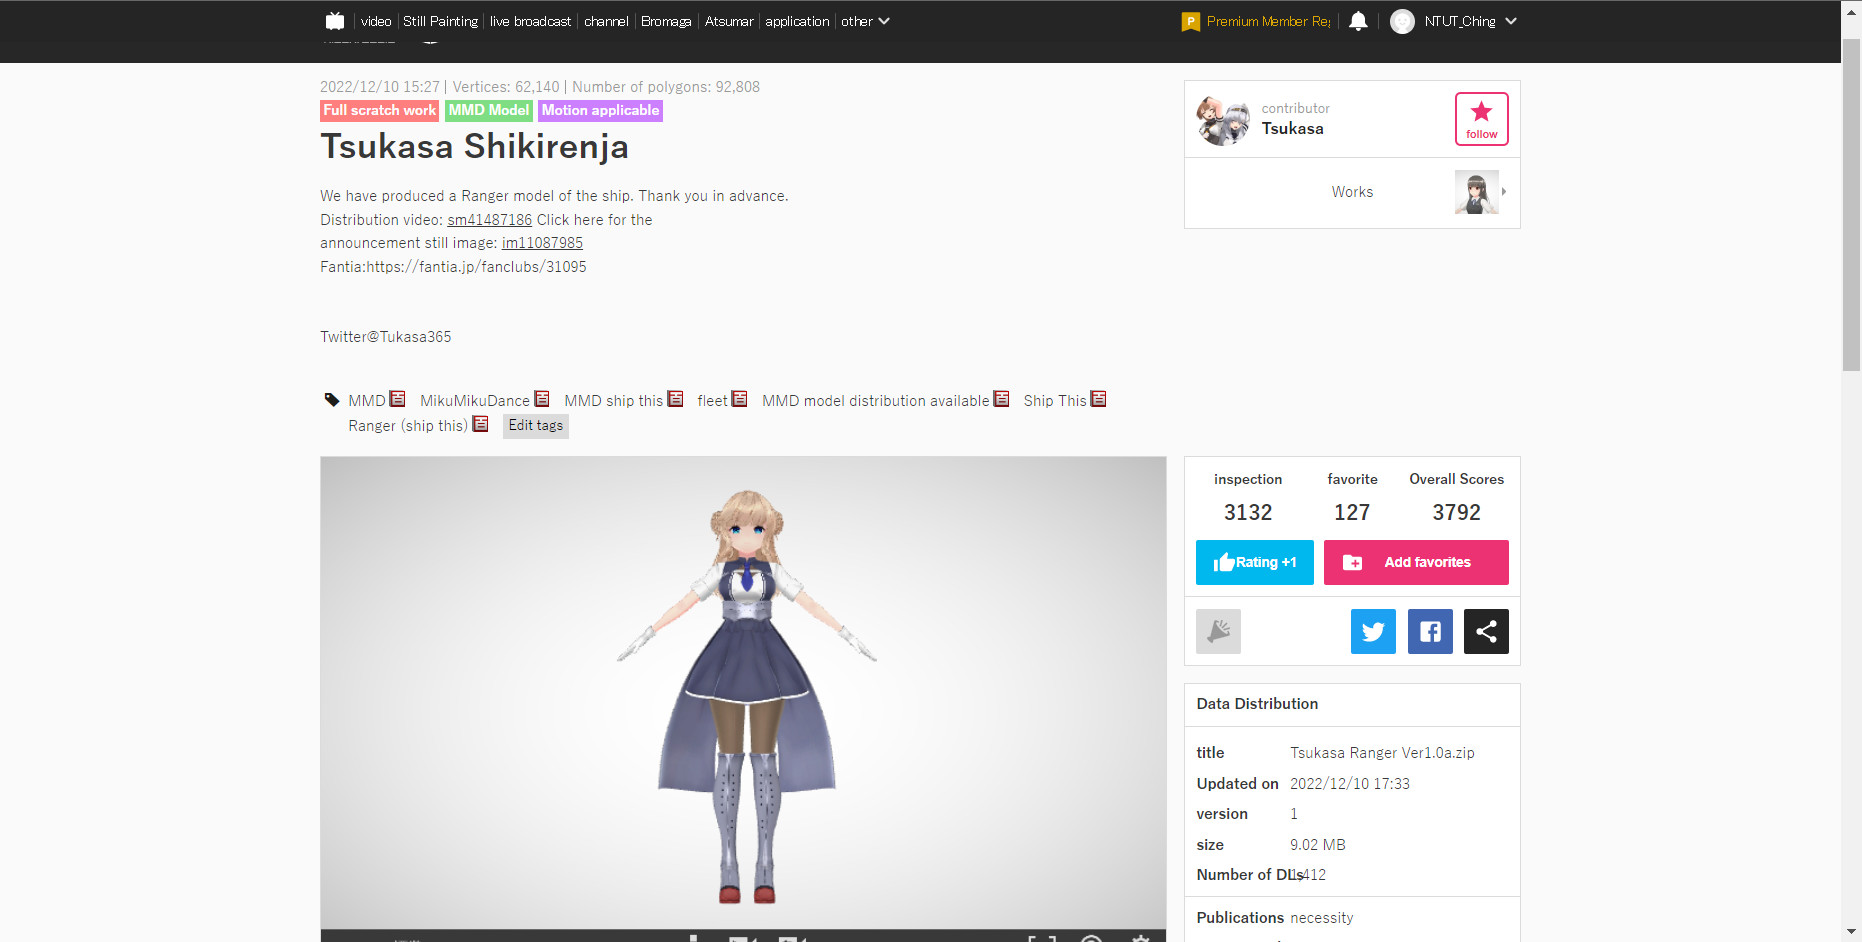 video Still Painting live broadcast channel Bromaga Atsumar application other
P Premium Member Re
NTUT_Ching
2022/12/10 15:27 | Vertices: 62,140 | Number of polygons: 92,808
Full scratch work MMD Model Motion applicable
Tsukasa Shikirenja
We have produced a Ranger model of the ship. Thank you in advance.
Distribution video: sm41487186 Click here for the
announcement still image: im11087985
Fantia:https://fantia.jp/fanclubs/31095
Twitter@Tukasa365
MMD MikuMikuDance MMD ship this fleet MMD model distribution available Ship This
Ranger (ship this) Edit tags
contributor
Tsukasa
follow
Works
inspection favorite Overall Scores
3132 127 3792
Rating +1 Add favorites
Data Distribution
title Tsukasa Ranger Ver1.0a.zip
Updated on 2022/12/10 17:33
version 1
size 9.02 MB
Number of DLs 1,412
Publications necessity